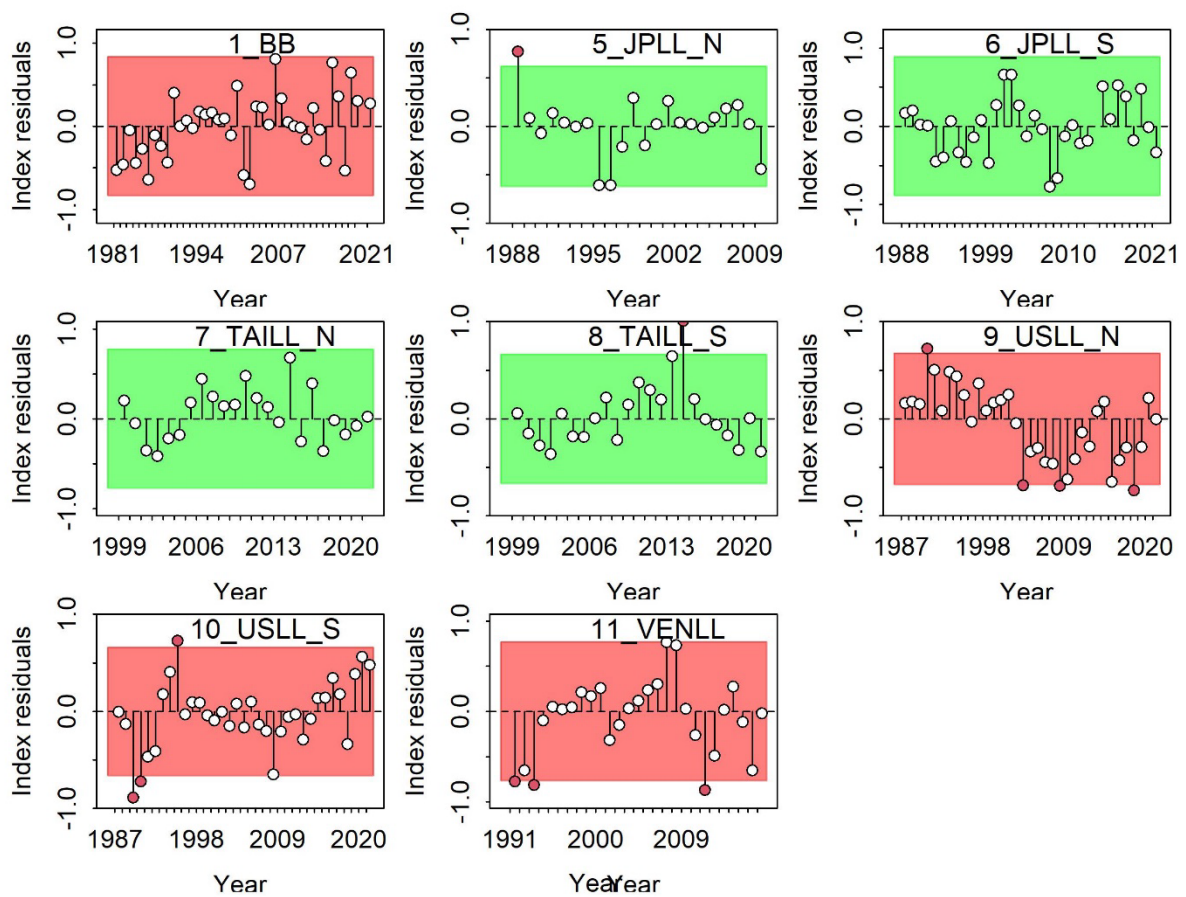 1_BB
Index residuals
-1.0 0.0 1.0
1981 1994 2007 2021
Year
5_JPLL_N
Index residuals
-1.0 0.0 1.0
1988 1995 2002 2009
Year
6_JPLL_S
Index residuals
-1.0 0.0 1.0
1988 1999 2010 2021
Year
7_TAILL_N
Index residuals
-1.0 0.0 1.0
1999 2006 2013 2020
Year
8_TAILL_S
Index residuals
-1.0 0.0 1.0
1999 2006 2013 2020
Year
9_USLL_N
Index residuals
-1.0 0.0 1.0
1987 1998 2009 2020
Year
10_USLL_S
Index residuals
-1.0 0.0 1.0
1987 1998 2009 2020
Year
11_VENLL
Index residuals
-1.0 0.0 1.0
1991 2000 2009
Year
Year